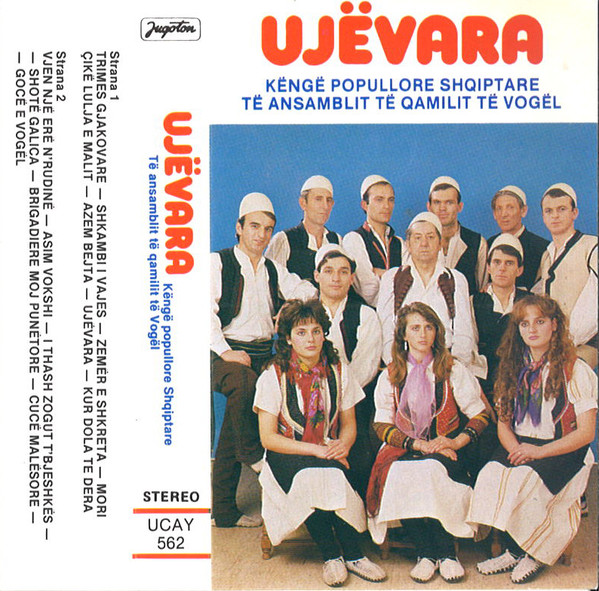 Jugoton
UJËVARA
KËNGË POPULLORE SHQIPTARE
TË ANSAMBLIT TË QAMILIT TË VOGËL
UJËVARA
Këngë popullore Shqiptare
Të ansamblit të qamilit të Vogël
STEREO
UCAY
562
Strana 1
TRIMËS GJAKOVARE — SHKAMBI I VAJES — ZEMËR E SHKRETA — MORI
ÇIKË LULJA E MALIT — AZEM BEJTA — UJËVARA — KUR DOLA TE DERA
Strana 2
VJEN NJË ERË N'RUDINË — ASIM VOKSHI — I THASH ZOGUT T'BJESHKËS —
— SHOTË GALICA — BRIGADIERE MOJ PUNËTORE — CUCË MALËSORE —
— GOCË E VOGËL